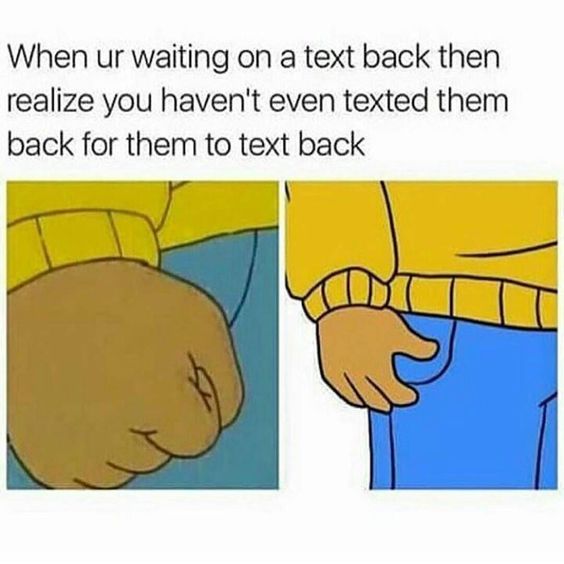 When ur waiting on a text back then
realize you haven't even texted them
back for them to text back